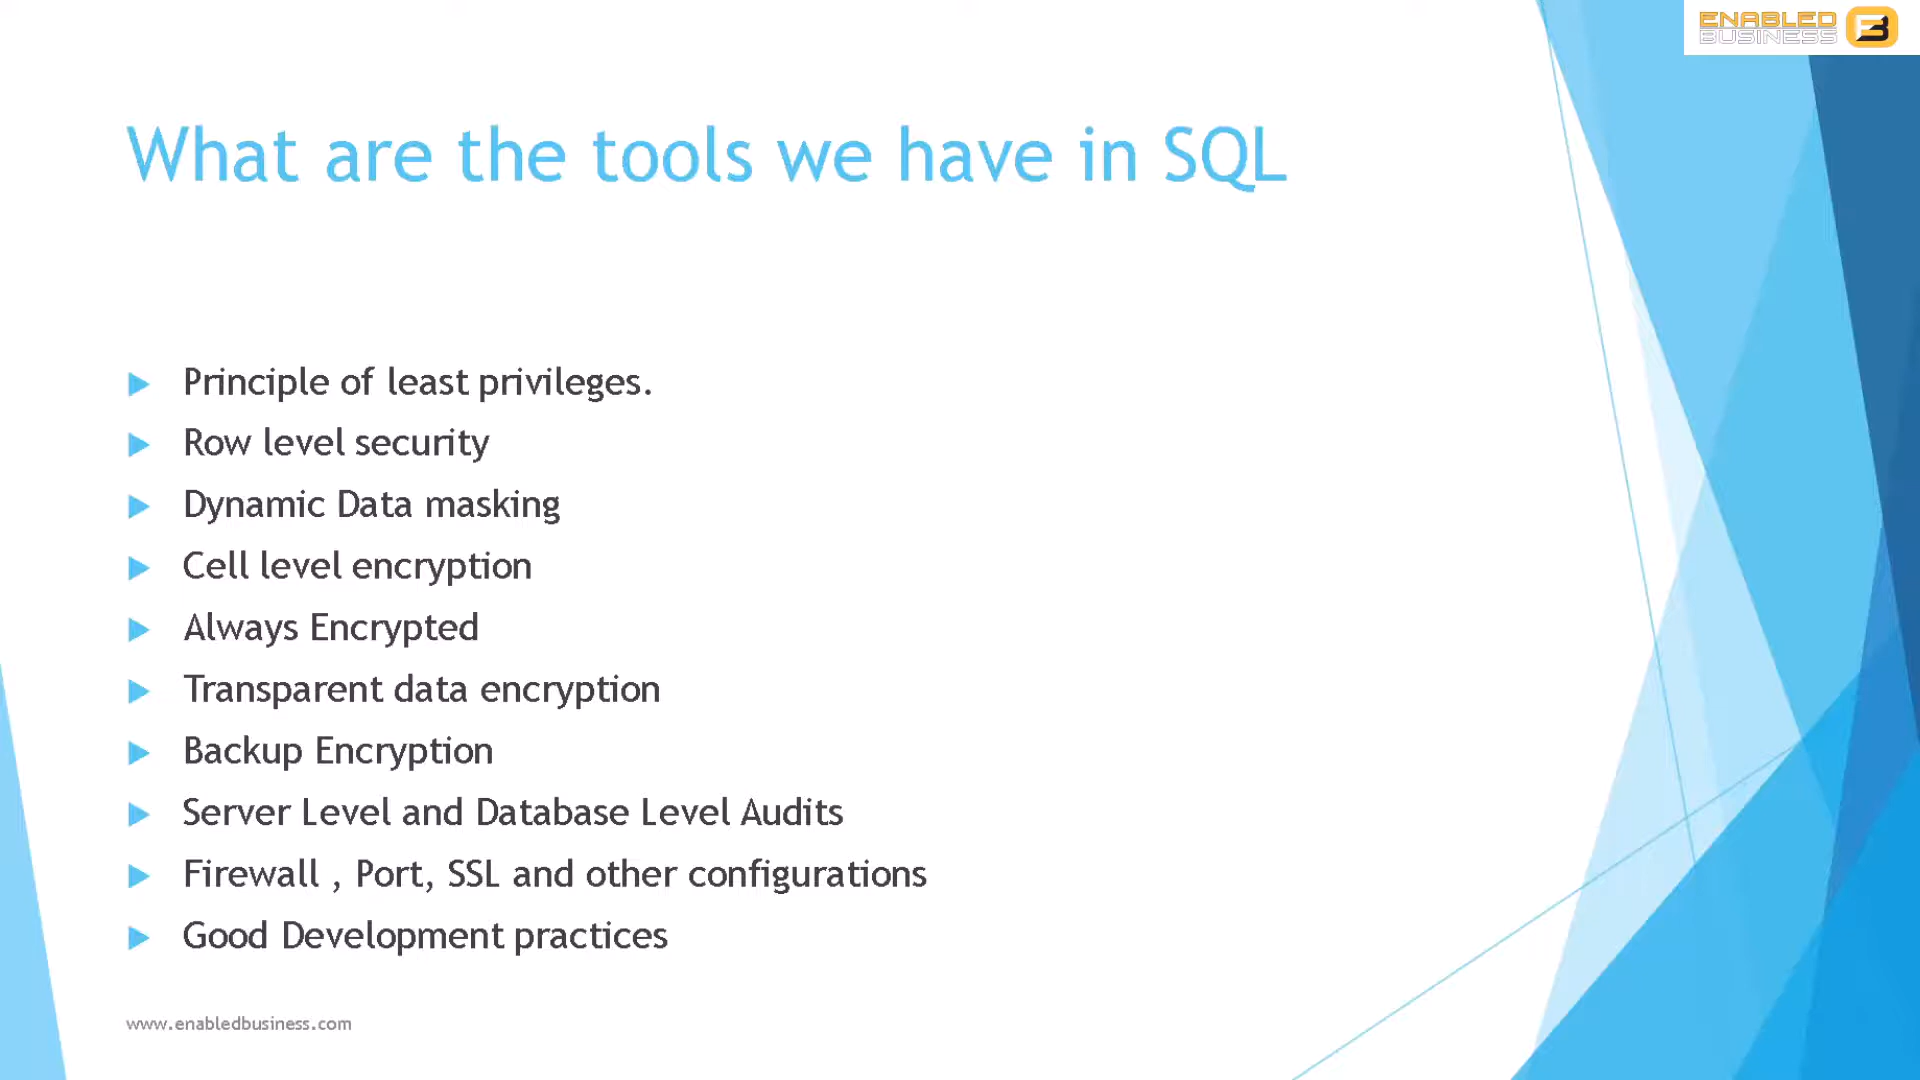 ENABLED
BUSINESS
What are the tools we have in SQL
Principle of least privileges.
Row level security
Dynamic Data masking
Cell level encryption
Always Encrypted
Transparent data encryption
Backup Encryption
Server Level and Database Level Audits
Firewall , Port, SSL and other configurations
Good Development practices
www.enabledbusiness.com